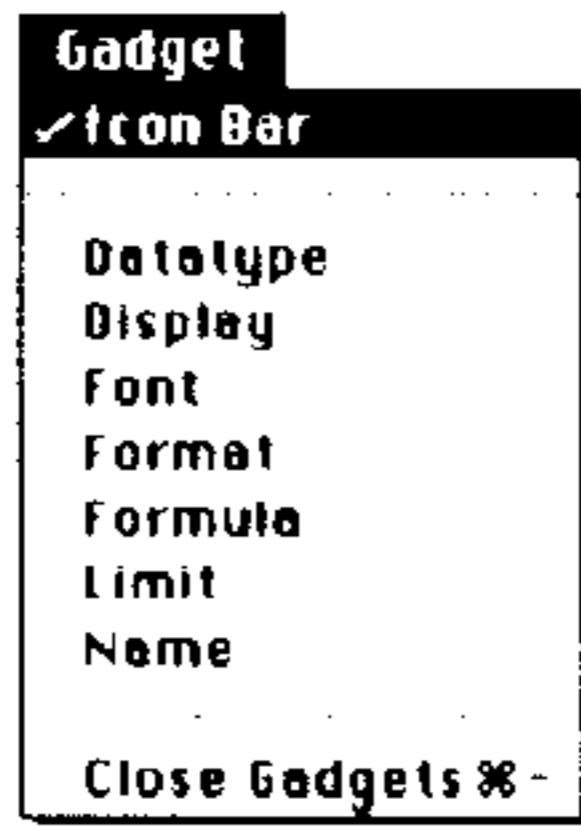 Gadget
✓Icon Bar
Datatype
Display
Font
Format
Formula
Limit
Name
Close Gadgets ⌘ -